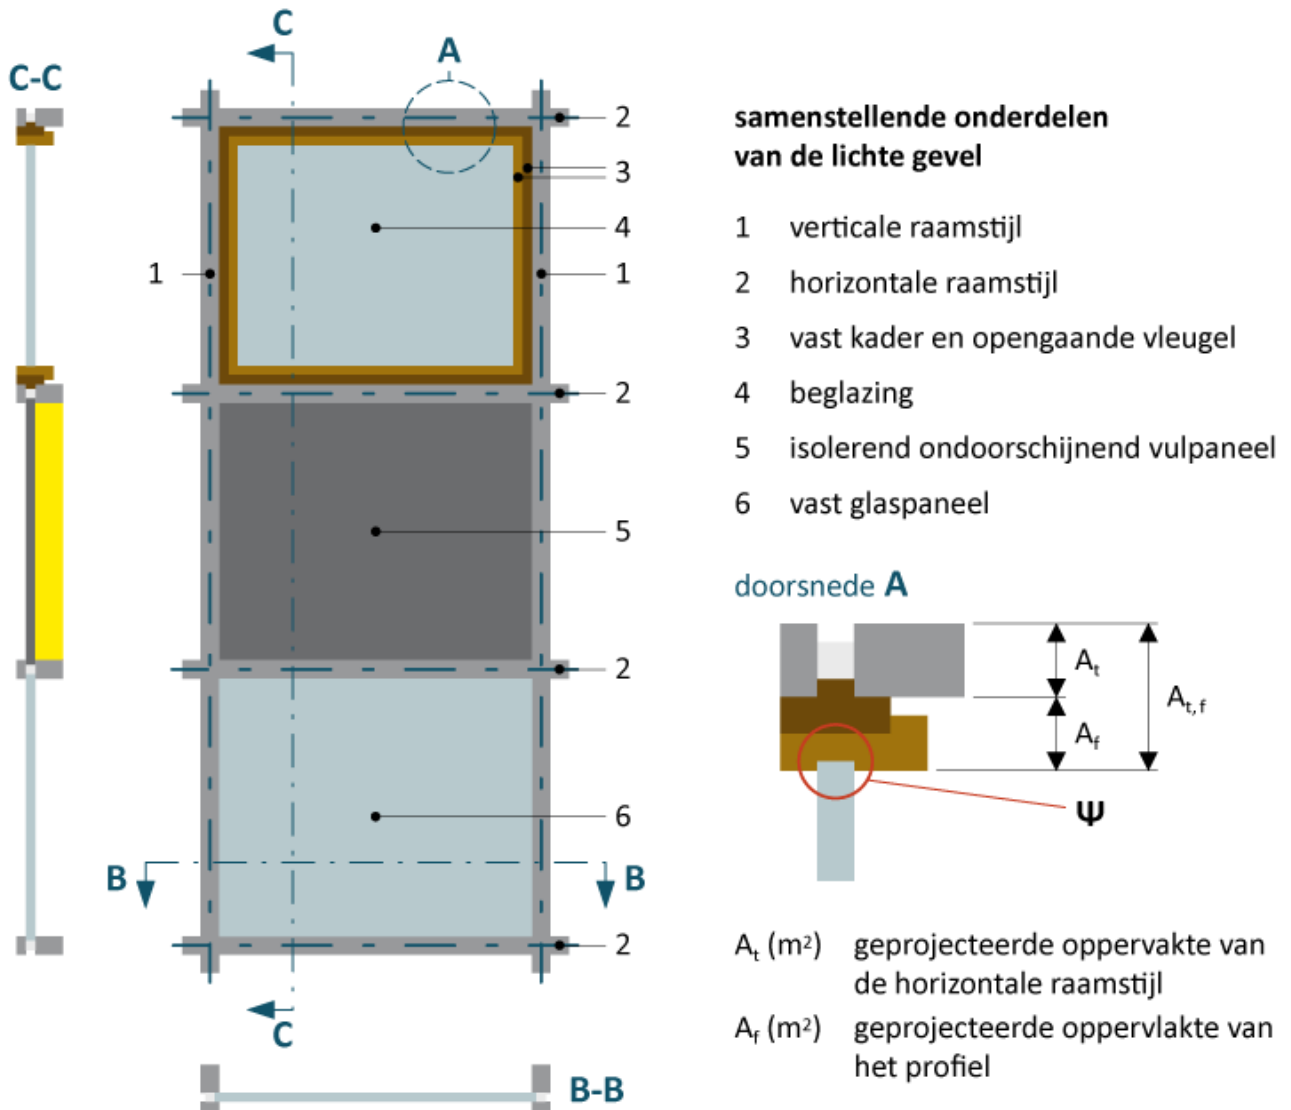 C
A
C-C
2
3
4
1
1
2
5
2
6
B
B
2
C
B-B
samenstellende onderdelen
van de lichte gevel
1 verticale raamstijl
2 horizontale raamstijl
3 vast kader en opengaande vleugel
4 beglazing
5 isolerend ondoorschijnend vulpaneel
6 vast glaspaneel
doorsnede A
At
At,f
Af
Ψ
At (m²) geprojecteerde oppervakte van
de horizontale raamstijl
Af (m²) geprojecteerde oppervlakte van
het profiel